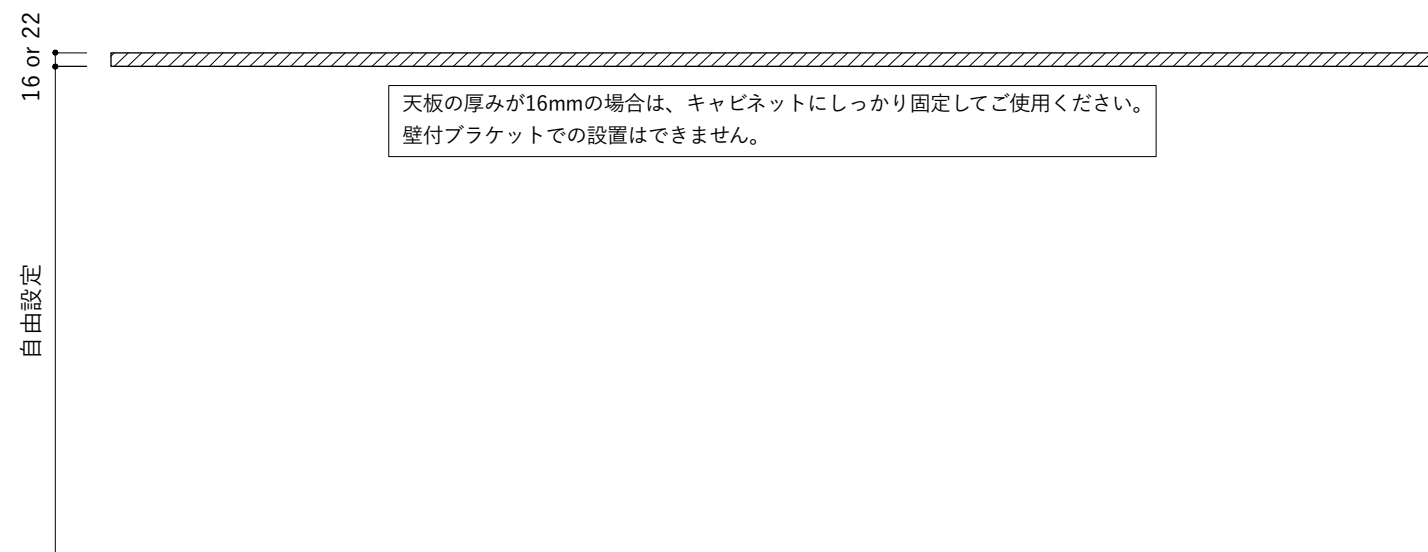 16 or 22
天板の厚みが16mmの場合は、キャビネットにしっかり固定してご使用ください。
壁付ブラケットでの設置はできません。
自由設定